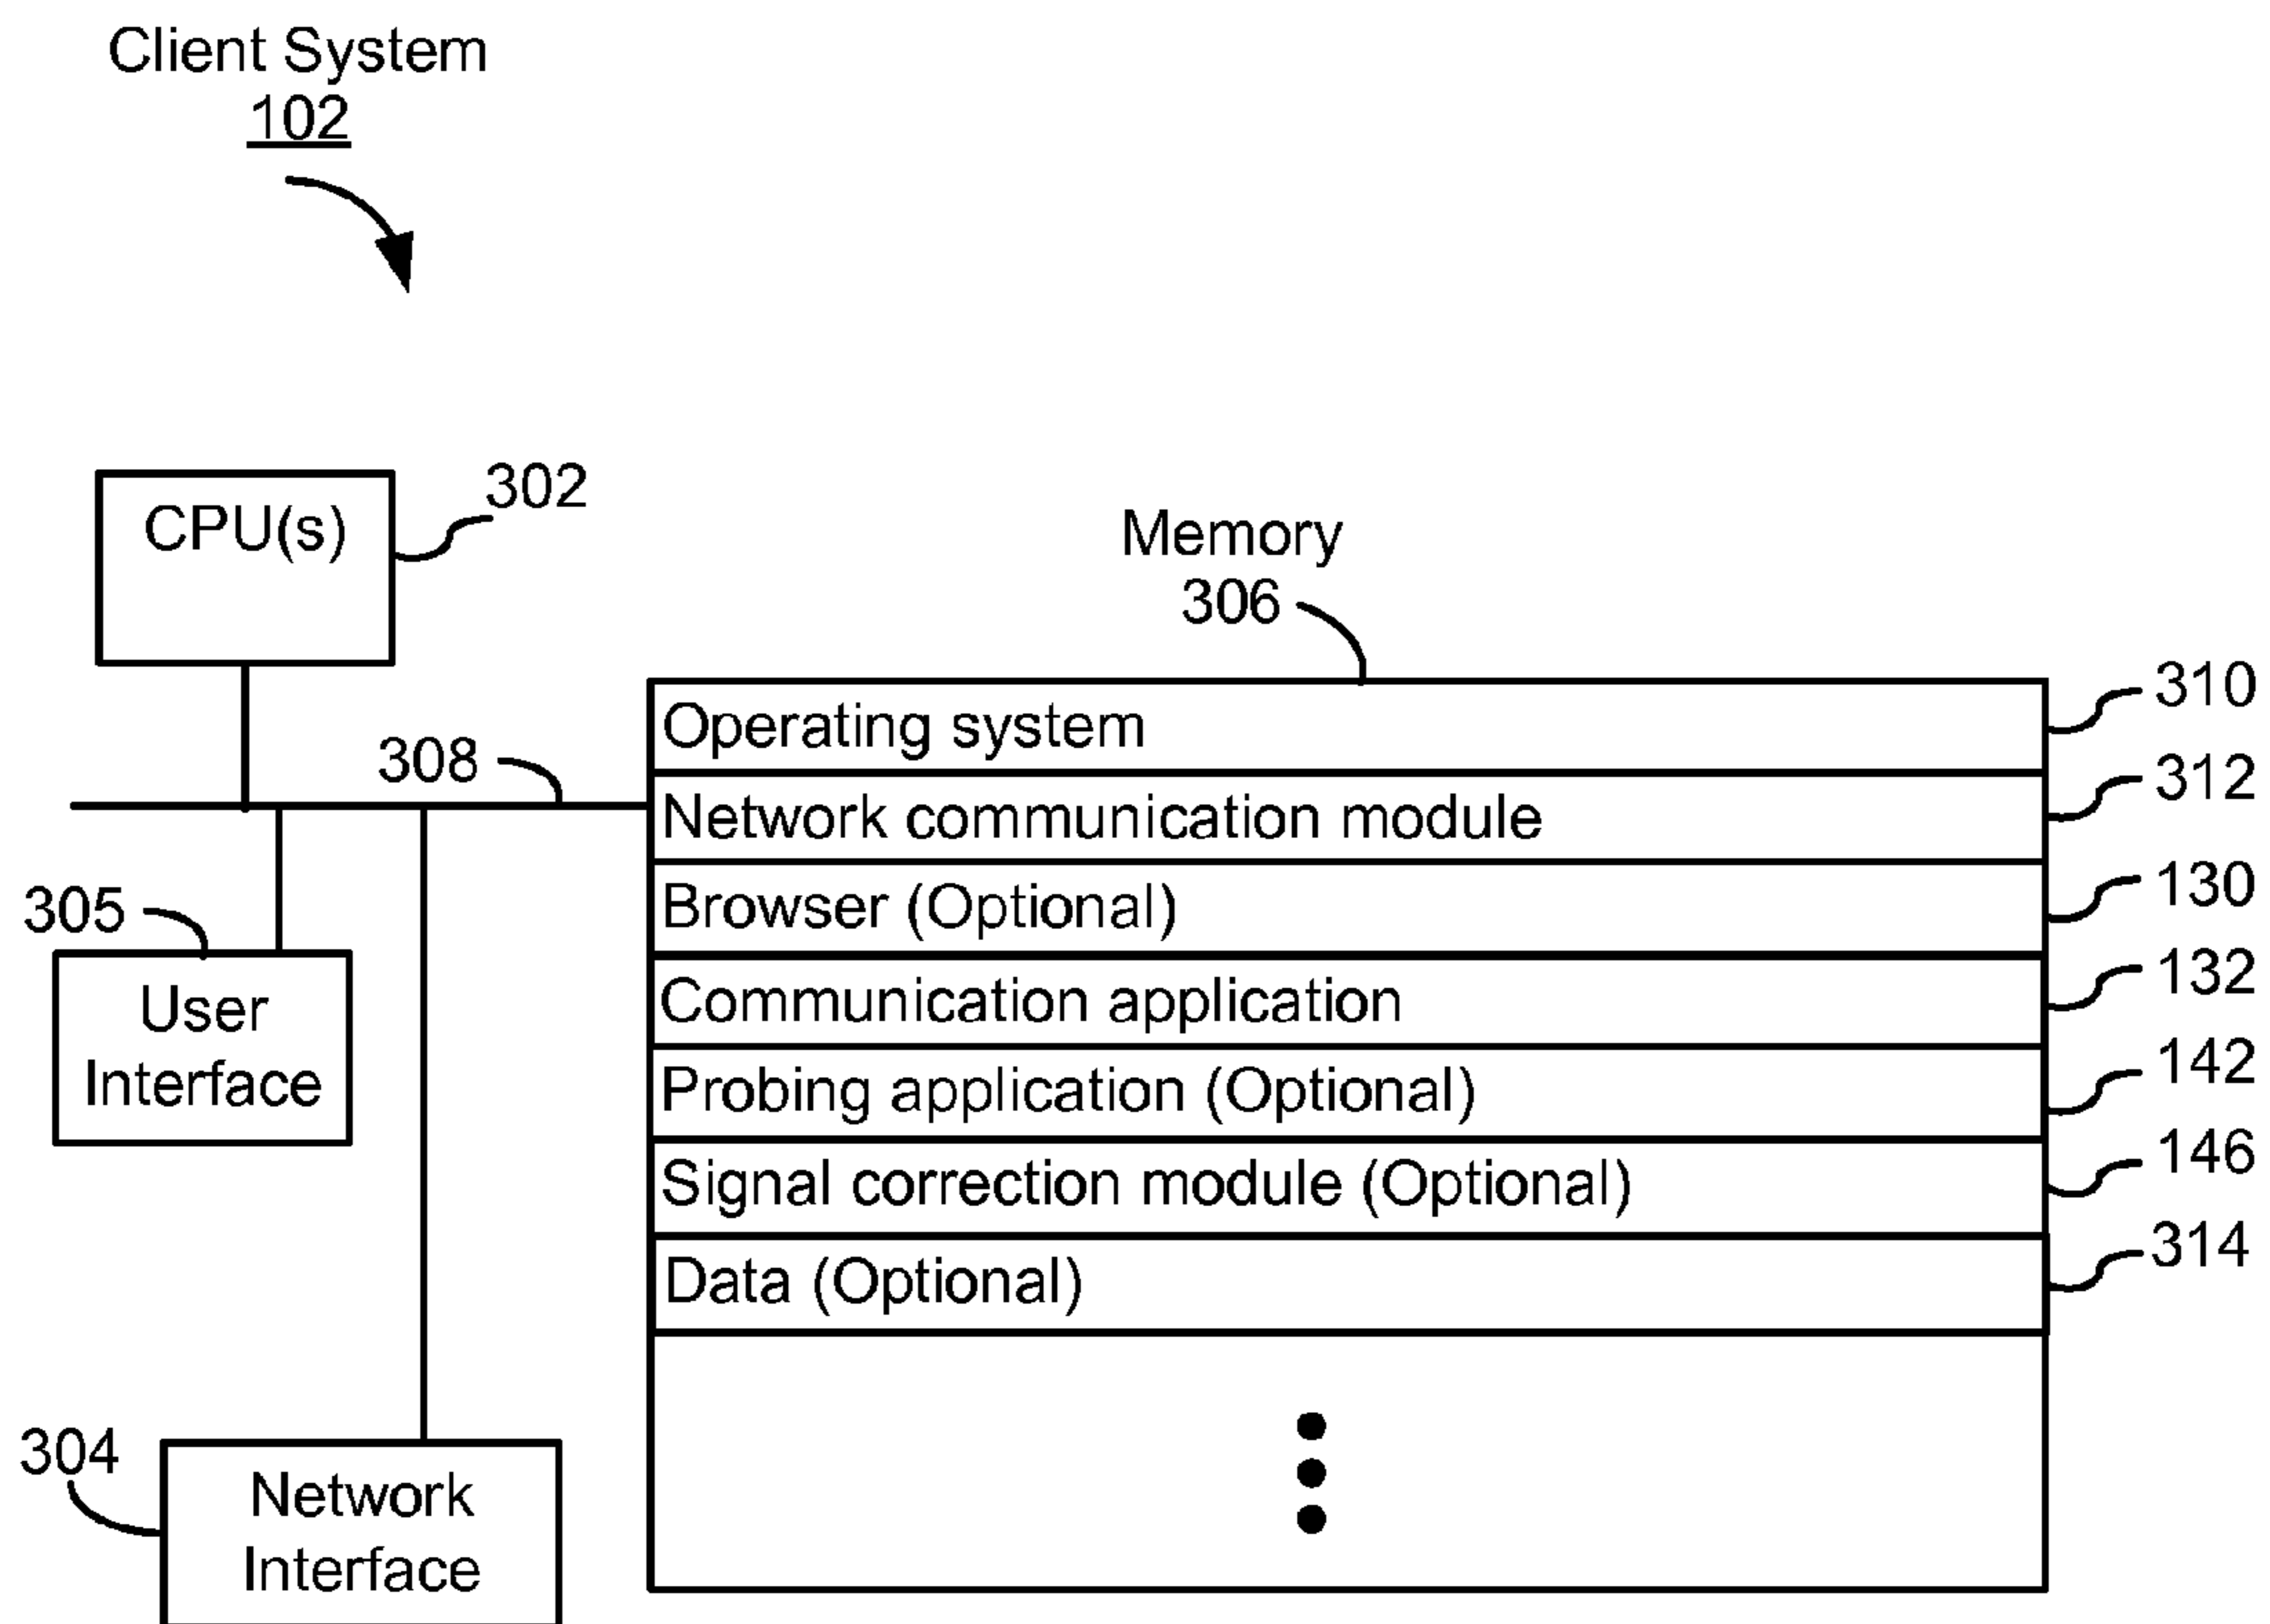 Client System
102
CPU(s)
302
Memory
306
308
Operating system
310
Network communication module
312
Browser (Optional)
130
Communication application
132
Probing application (Optional)
142
Signal correction module (Optional)
146
Data (Optional)
314
305
User
Interface
304
Network
Interface